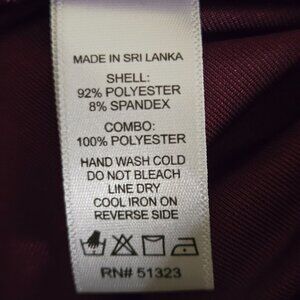 MADE IN SRI LANKA
SHELL:
92% POLYESTER
8% SPANDEX
COMBO:
100% POLYESTER
HAND WASH COLD
DO NOT BLEACH
LINE DRY
COOL IRON ON
REVERSE SIDE
RN# 51323